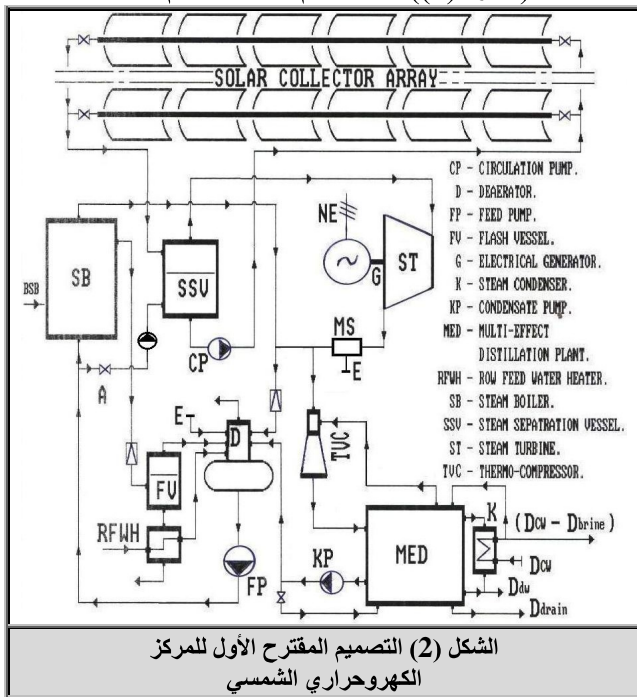 SOLAR COLLECTOR ARRAY
CP - CIRCULATION PUMP.
D - DEAERATOR.
FP - FEED PUMP.
FV - FLASH VESSEL.
G - ELECTRICAL GENERATOR.
K - STEAM CONDENSER.
KP - CONDENSATE PUMP.
MED - MULTI-EFFECT
DISTILLATION PLANT.
RFWH - ROW FEED WATER HEATER.
SB - STEAM BOILER.
SSV - STEAM SEPATRATION VESSEL.
ST - STEAM TURBINE.
TVC - THERMO-COMPRESSOR.
NE
SB
SSV
G
ST
BSB
MS
E
CP
A
E
D
TVC
FV
RFWH
FP
KP
MED
K
(Dcw - Dbrine)
Dcw
Ddw
Ddrain
الشكل (2) التصميم المقترح الأول للمركز
الكهروحراري الشمسي